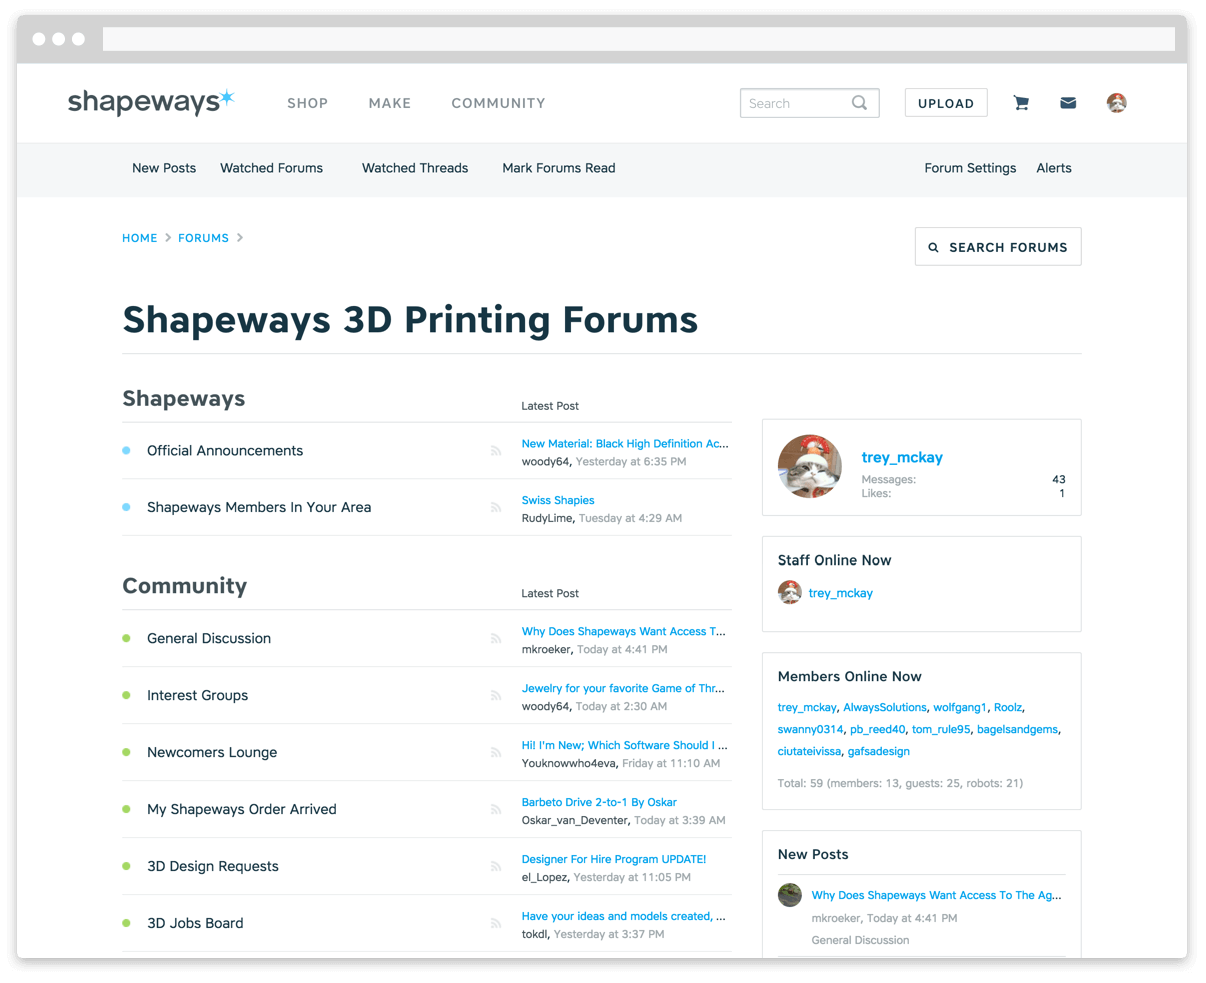 shapeways
SHOP MAKE COMMUNITY
Search
UPLOAD
New Posts Watched Forums Watched Threads Mark Forums Read Forum Settings Alerts
HOME FORUMS
SEARCH FORUMS
Shapeways 3D Printing Forums
Shapeways
Latest Post
Official Announcements
New Material: Black High Definition Ac...
woody64, Yesterday at 6:35 PM
Shapeways Members In Your Area
Swiss Shapies
RudyLime, Tuesday at 4:29 AM
Community
Latest Post
General Discussion
Why Does Shapeways Want Access T...
mkroeker, Today at 4:41 PM
Interest Groups
Jewelry for your favorite Game of Thr...
woody64, Today at 2:30 AM
Newcomers Lounge
Hi! I'm New; Which Software Should I ...
Youknowwho4eva, Friday at 11:10 AM
My Shapeways Order Arrived
Barbeto Drive 2-to-1 By Oskar
Oskar_van_Deventer, Today at 3:39 AM
3D Design Requests
Designer For Hire Program UPDATE!
el_Lopez, Yesterday at 11:05 PM
3D Jobs Board
Have your ideas and models created, ...
tokdl, Yesterday at 3:37 PM
trey_mckay
Messages: 43
Likes: 1
Staff Online Now
trey_mckay
Members Online Now
trey_mckay, AlwaysSolutions, wolfgang1, Roolz,
swanny0314, pb_reed40, tom_rule95, bagelsandgems,
ciutateivissa, gafsadesign
Total: 59 (members: 13, guests: 25, robots: 21)
New Posts
Why Does Shapeways Want Access To The Ag...
mkroeker, Today at 4:41 PM
General Discussion